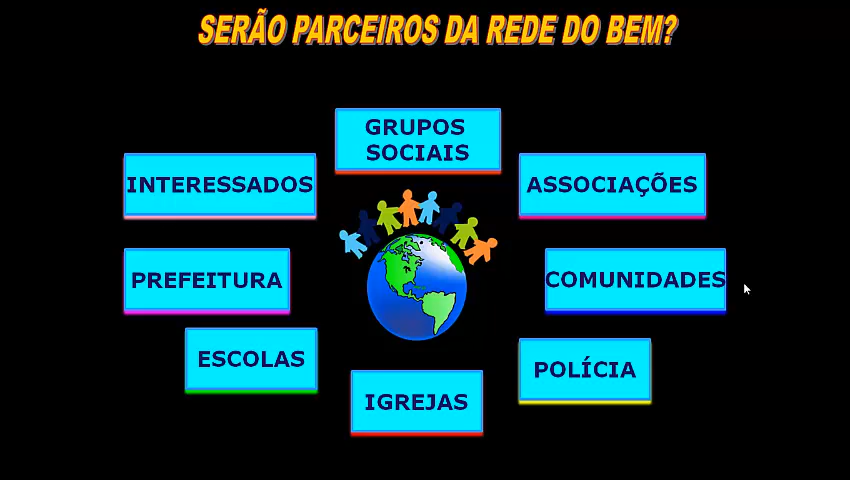 SERÃO PARCEIROS DA REDE DO BEM?
GRUPOS
SOCIAIS
INTERESSADOS
ASSOCIAÇÕES
PREFEITURA
COMUNIDADES
ESCOLAS
POLÍCIA
IGREJAS